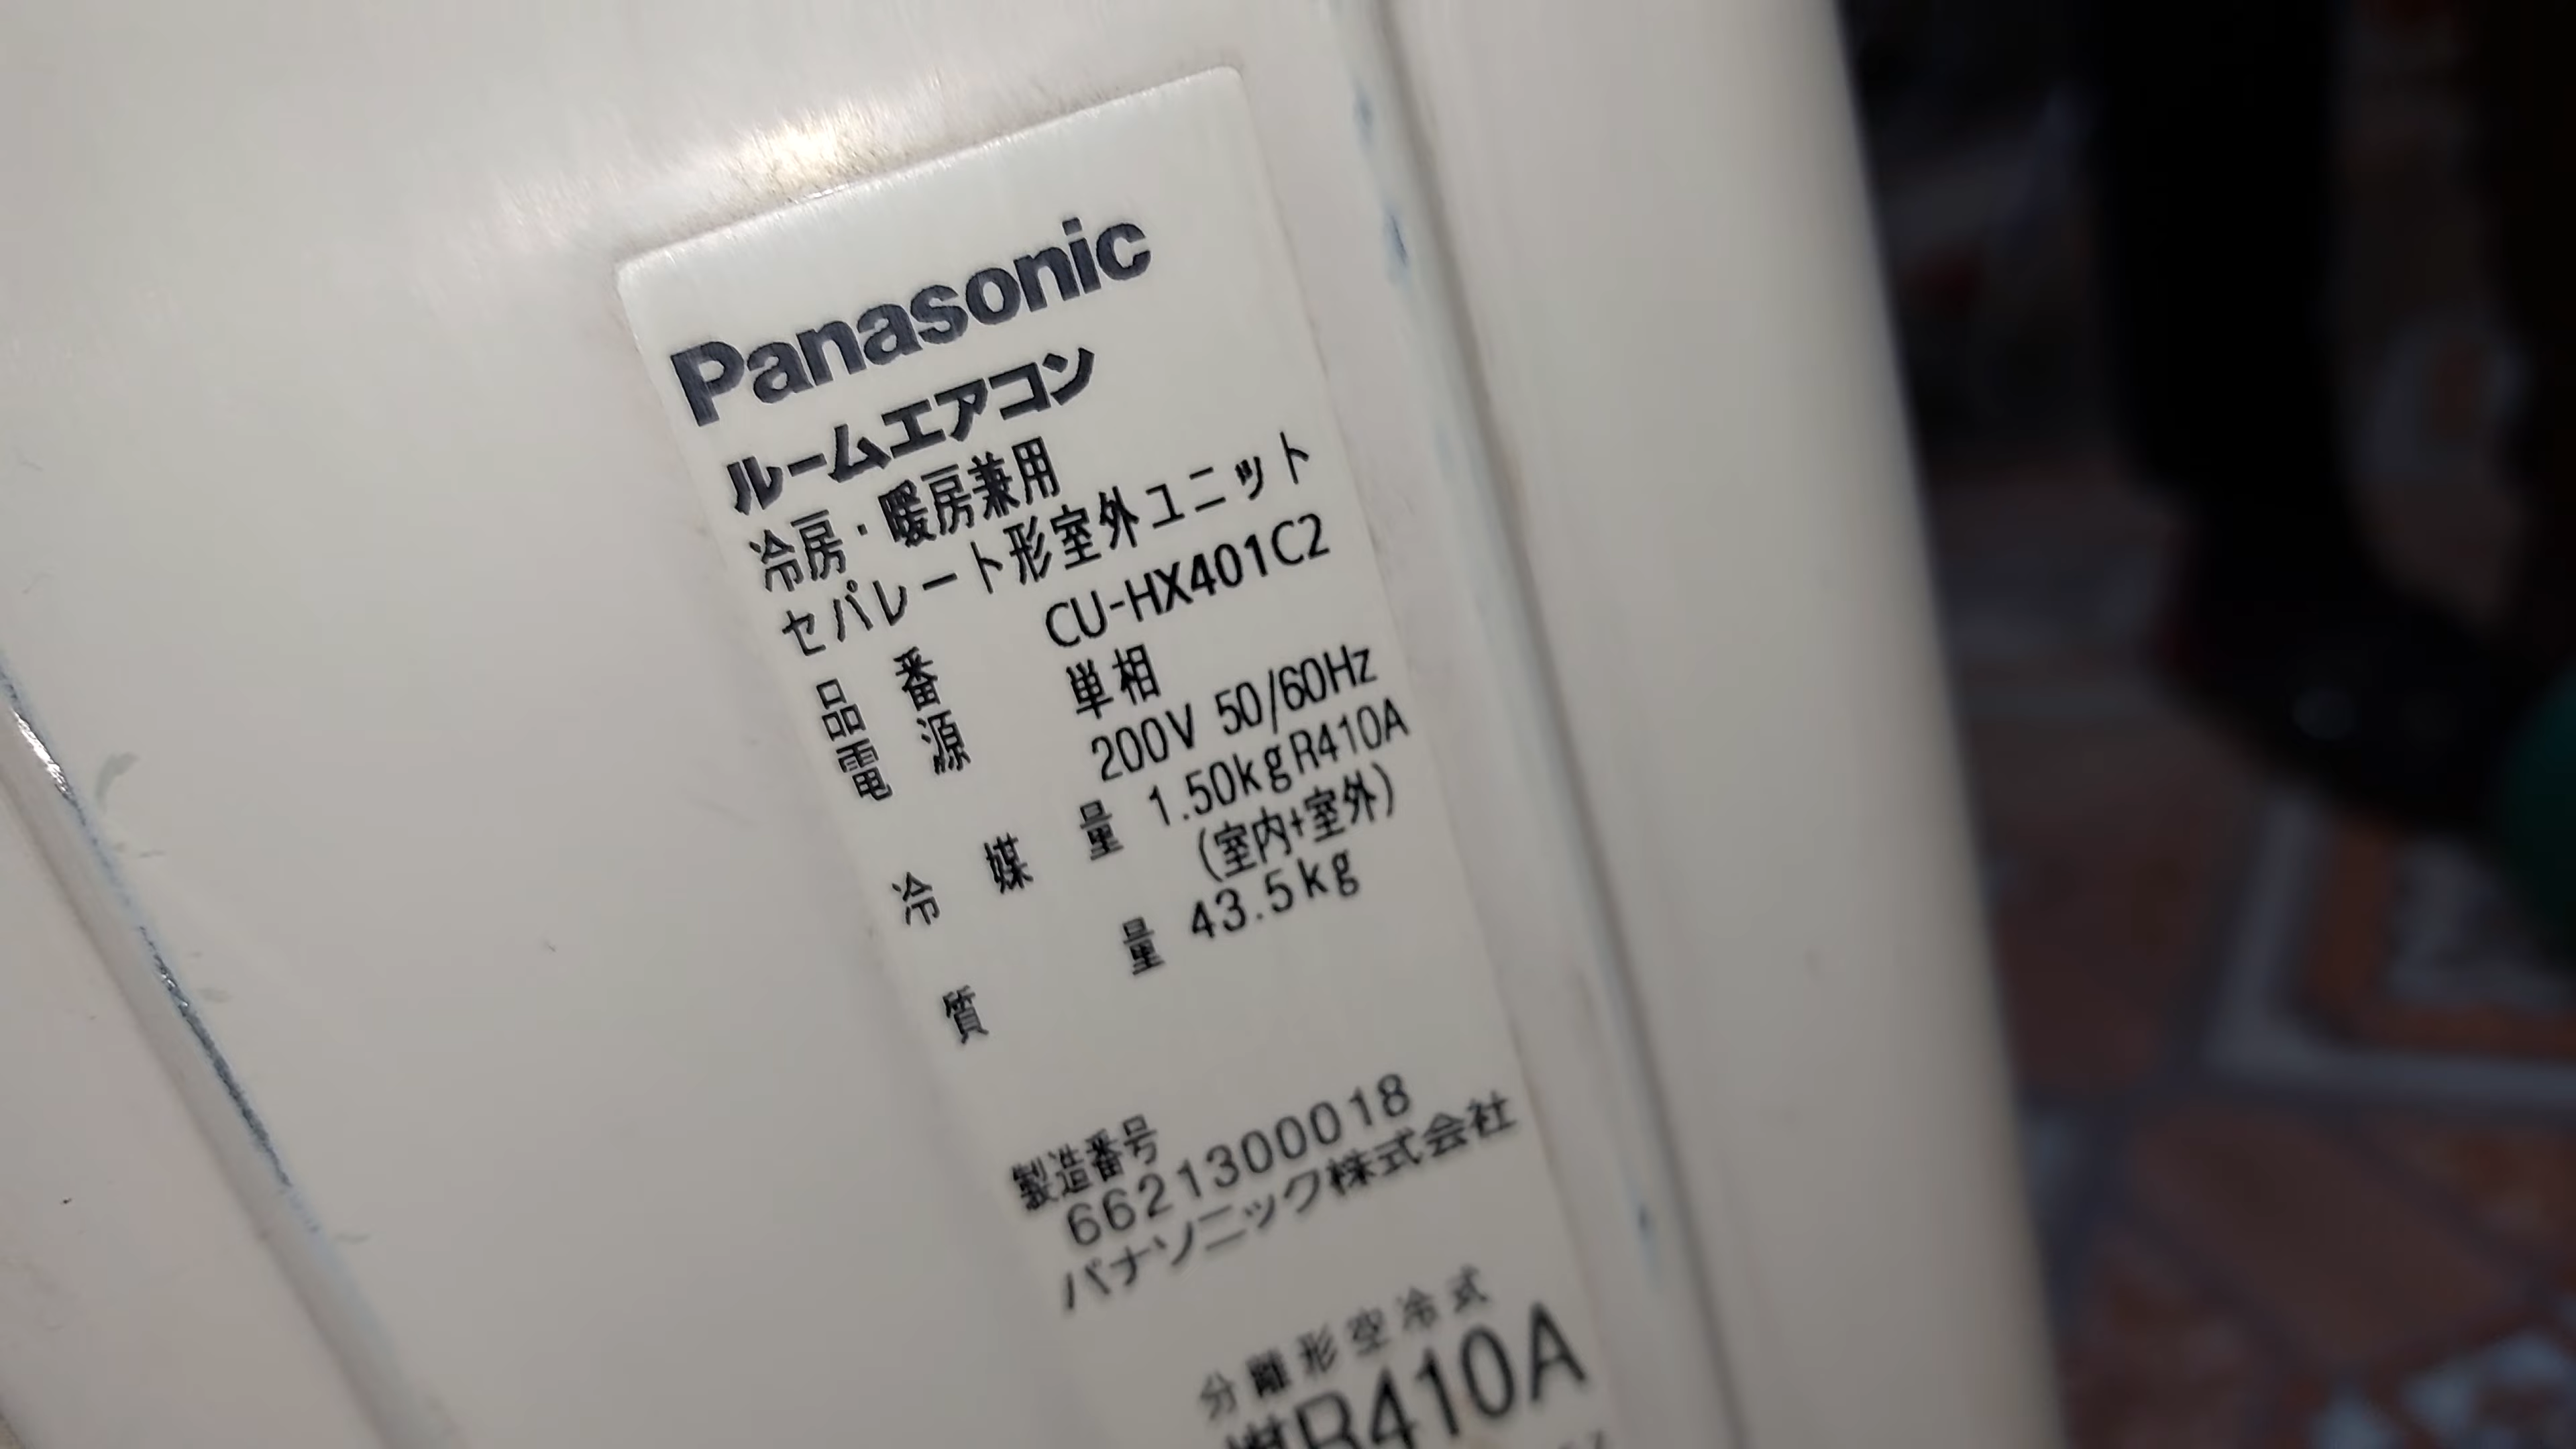 Panasonic
ルームエアコン
冷房・暖房兼用
セパレート形室外ユニット
品番 CU-HX401C2
電源 単相
200V 50/60Hz
冷媒量 1.50kgR410A
(室内+室外)
質量 43.5kg
製造番号
6621300018
パナソニック株式会社
分離形空冷式
R410A